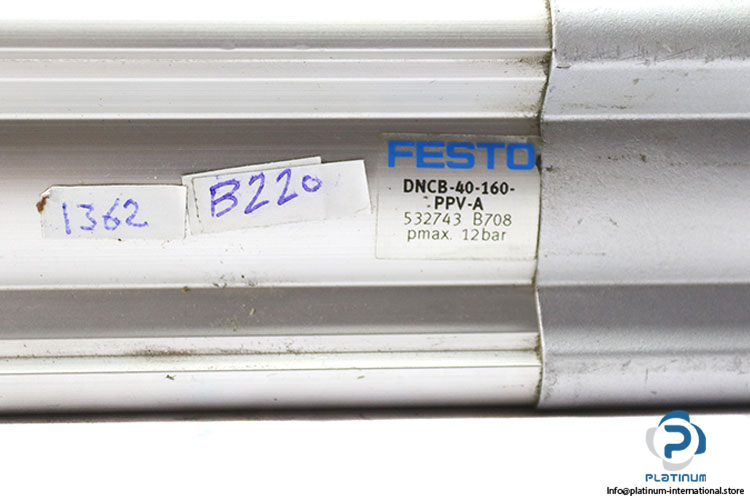 FESTO
DNCB-40-160-
PPV-A
532743 B708
pmax. 12bar
1362
B220
PLATINUM
Info@platinum-international.store